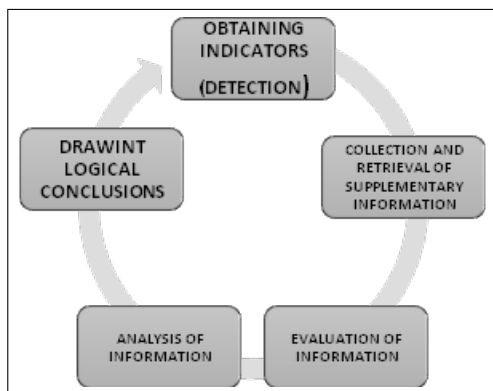 OBTAINING
INDICATORS
(DETECTION)
COLLECTION AND
RETRIEVAL OF
SUPPLEMENTARY
INFORMATION
EVALUATION OF
INFORMATION
ANALYSIS OF
INFORMATION
DRAWINT
LOGICAL
CONCLUSIONS